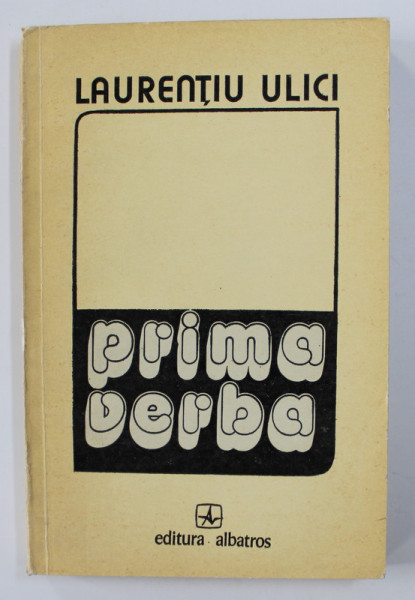 LAURENȚIU ULICI
prima
verba
editura albatros